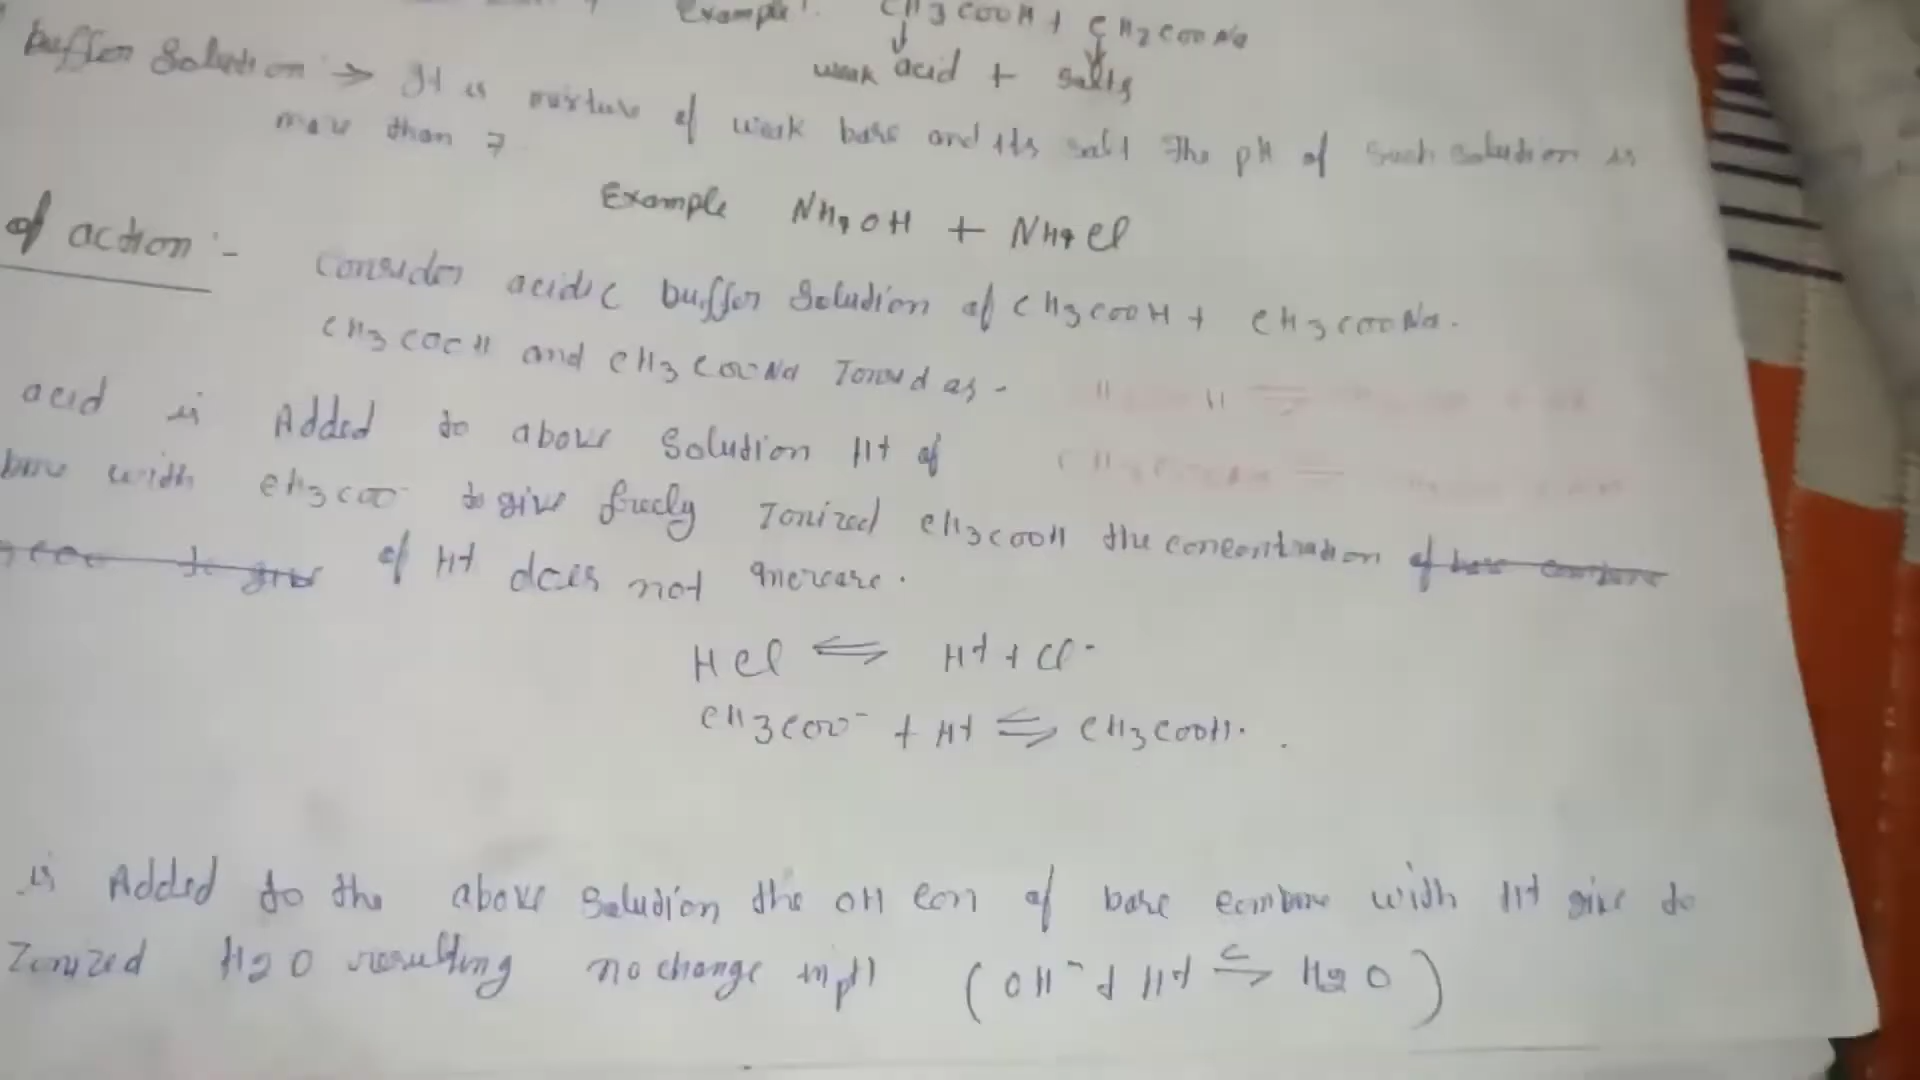 Example: CH3COOH + CH3COONa
weak acid + salts
buffer solution → It is mixture of weak base and its salt The pH of such solution is
more than 7
Example NH4OH + NH4Cl
of action :- Consider acidic buffer solution of CH3COOH + CH3COONa.
CH3COOH and CH3COONa Ionized as -
acid is Added to above solution H+ of
with CH3COO- to give freely Ionized CH3COOH the concentration of
of H+ does not increase.
HCl ⇌ H+ + Cl-
CH3COO- + H+ ⇌ CH3COOH.
is Added to the above solution the OH ion of base combine with H+ give to
Ionized H2O resulting no change in pH (OH- + H+ ⇌ H2O)